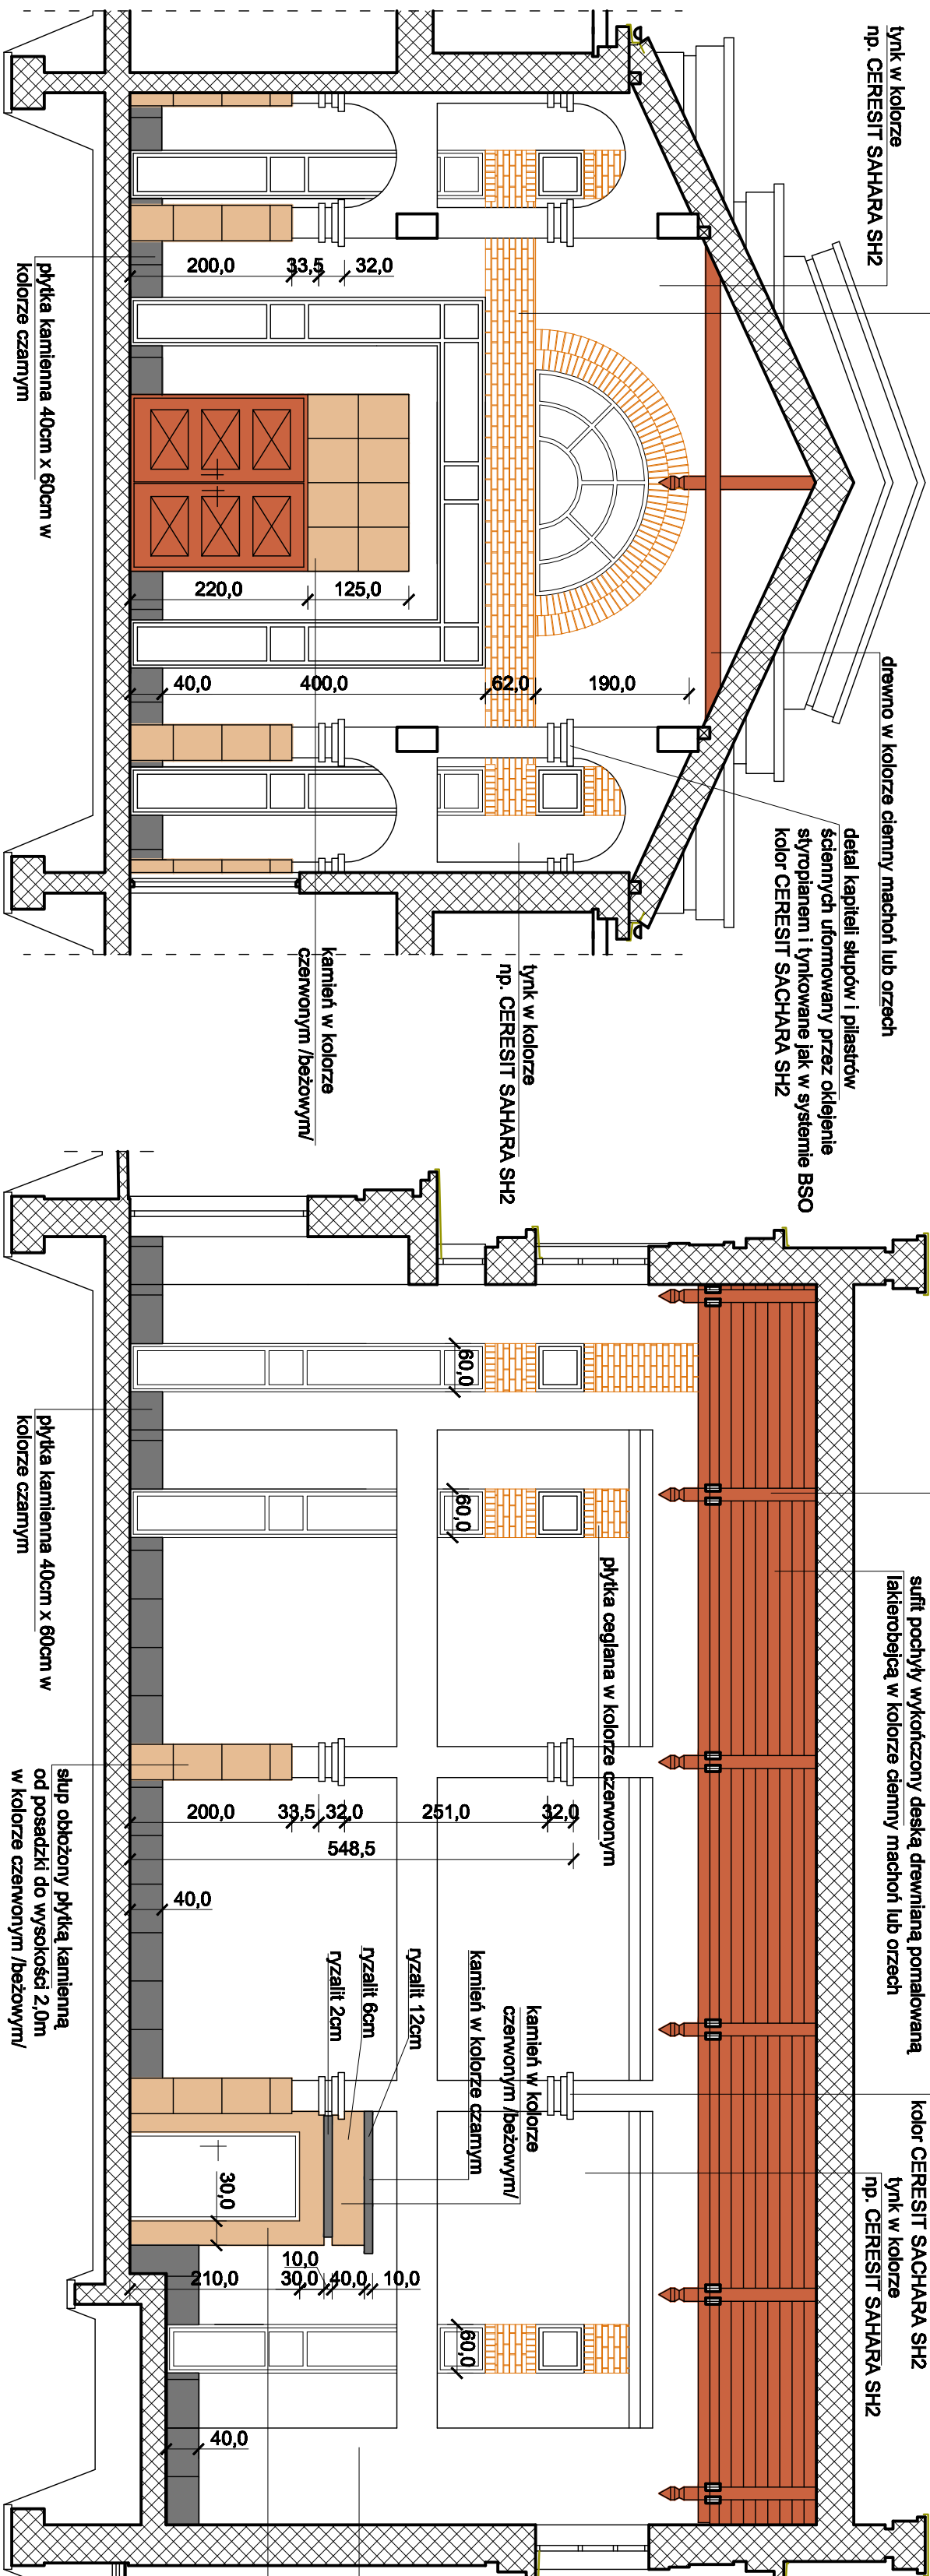 tynk w kolorze
np. CERESIT SAHARA SH2
drewno w kolorze ciemny machoń lub orzech
detal kapiteli słupów i pilastrów
ściennych uformowany przez oklejenie
styropianem i tynkowane jak w systemie BSO
kolor CERESIT SACHARA SH2
tynk w kolorze
np. CERESIT SAHARA SH2
kamień w kolorze
czerwonym /beżowym/
płytka kamienna 40cm x 60cm w
kolorze czarnym
200,0
33,5
32,0
220,0
125,0
40,0
400,0
62,0
190,0
sufit pochyły wykończony deską drewnianą pomalowaną
lakierobejcą w kolorze ciemny machoń lub orzech
kolor CERESIT SACHARA SH2
tynk w kolorze
np. CERESIT SAHARA SH2
płytka ceglana w kolorze czerwonym
kamień w kolorze
czerwonym /beżowym/
kamień w kolorze czarnym
ryzalit 12cm
ryzalit 6cm
ryzalit 2cm
płytka kamienna 40cm x 60cm w
kolorze czarnym
słup obłożony płytką kamienną
od posadzki do wysokości 2,0m
w kolorze czerwonym /beżowym/
60,0
60,0
200,0
33,5
32,0
251,0
32,0
548,5
40,0
30,0
210,0
30,0
10,0
40,0
10,0
60,0
40,0